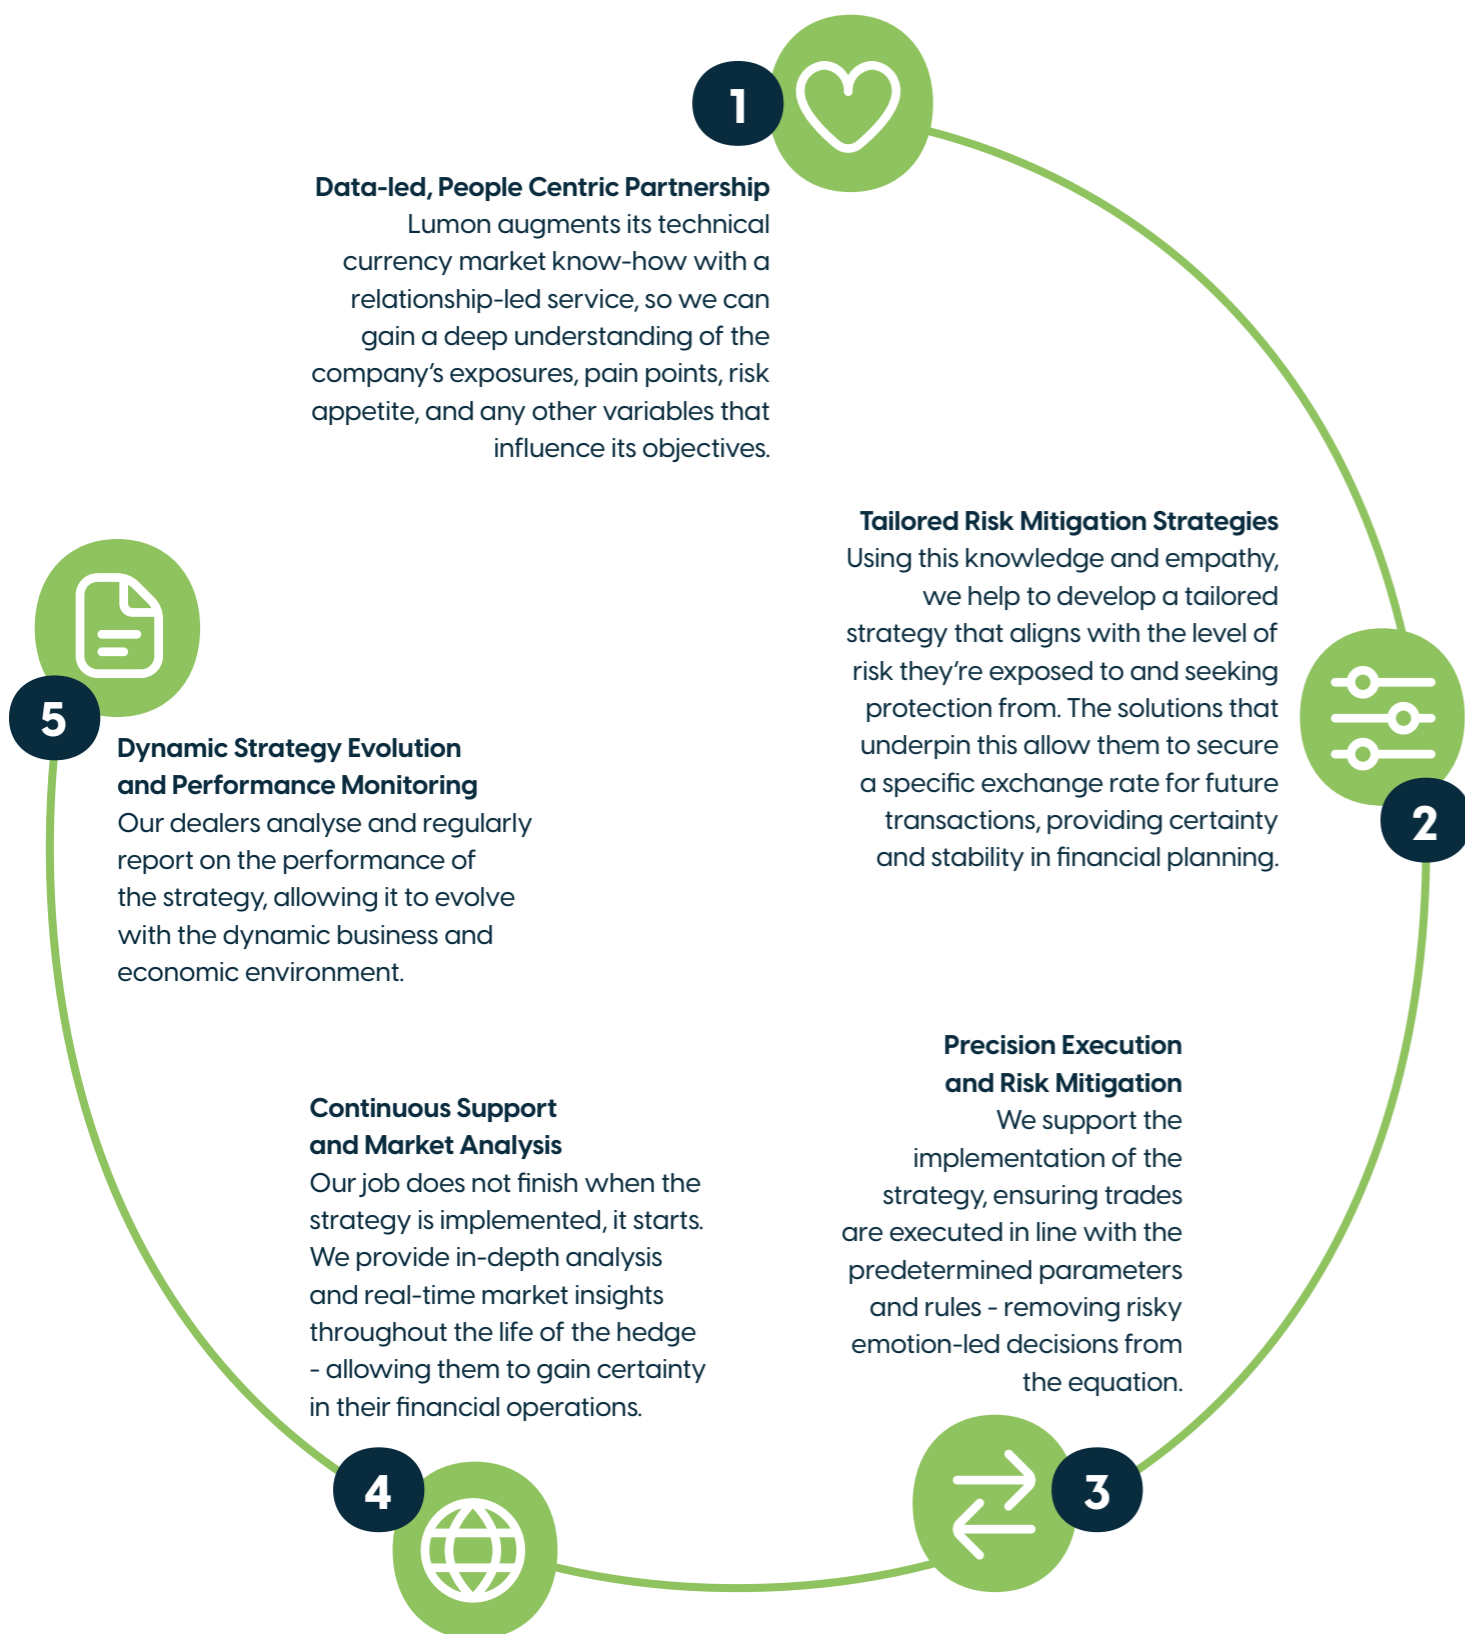 1
Data-led, People Centric Partnership
Lumon augments its technical
currency market know-how with a
relationship-led service, so we can
gain a deep understanding of the
company's exposures, pain points, risk
appetite, and any other variables that
influence its objectives.
Tailored Risk Mitigation Strategies
Using this knowledge and empathy,
we help to develop a tailored
strategy that aligns with the level of
risk they're exposed to and seeking
protection from. The solutions that
underpin this allow them to secure
a specific exchange rate for future
transactions, providing certainty
and stability in financial planning.
2
Precision Execution
and Risk Mitigation
We support the
implementation of the
strategy, ensuring trades
are executed in line with the
predetermined parameters
and rules - removing risky
emotion-led decisions from
the equation.
3
Continuous Support
and Market Analysis
Our job does not finish when the
strategy is implemented, it starts.
We provide in-depth analysis
and real-time market insights
throughout the life of the hedge
- allowing them to gain certainty
in their financial operations.
4
5
Dynamic Strategy Evolution
and Performance Monitoring
Our dealers analyse and regularly
report on the performance of
the strategy, allowing it to evolve
with the dynamic business and
economic environment.